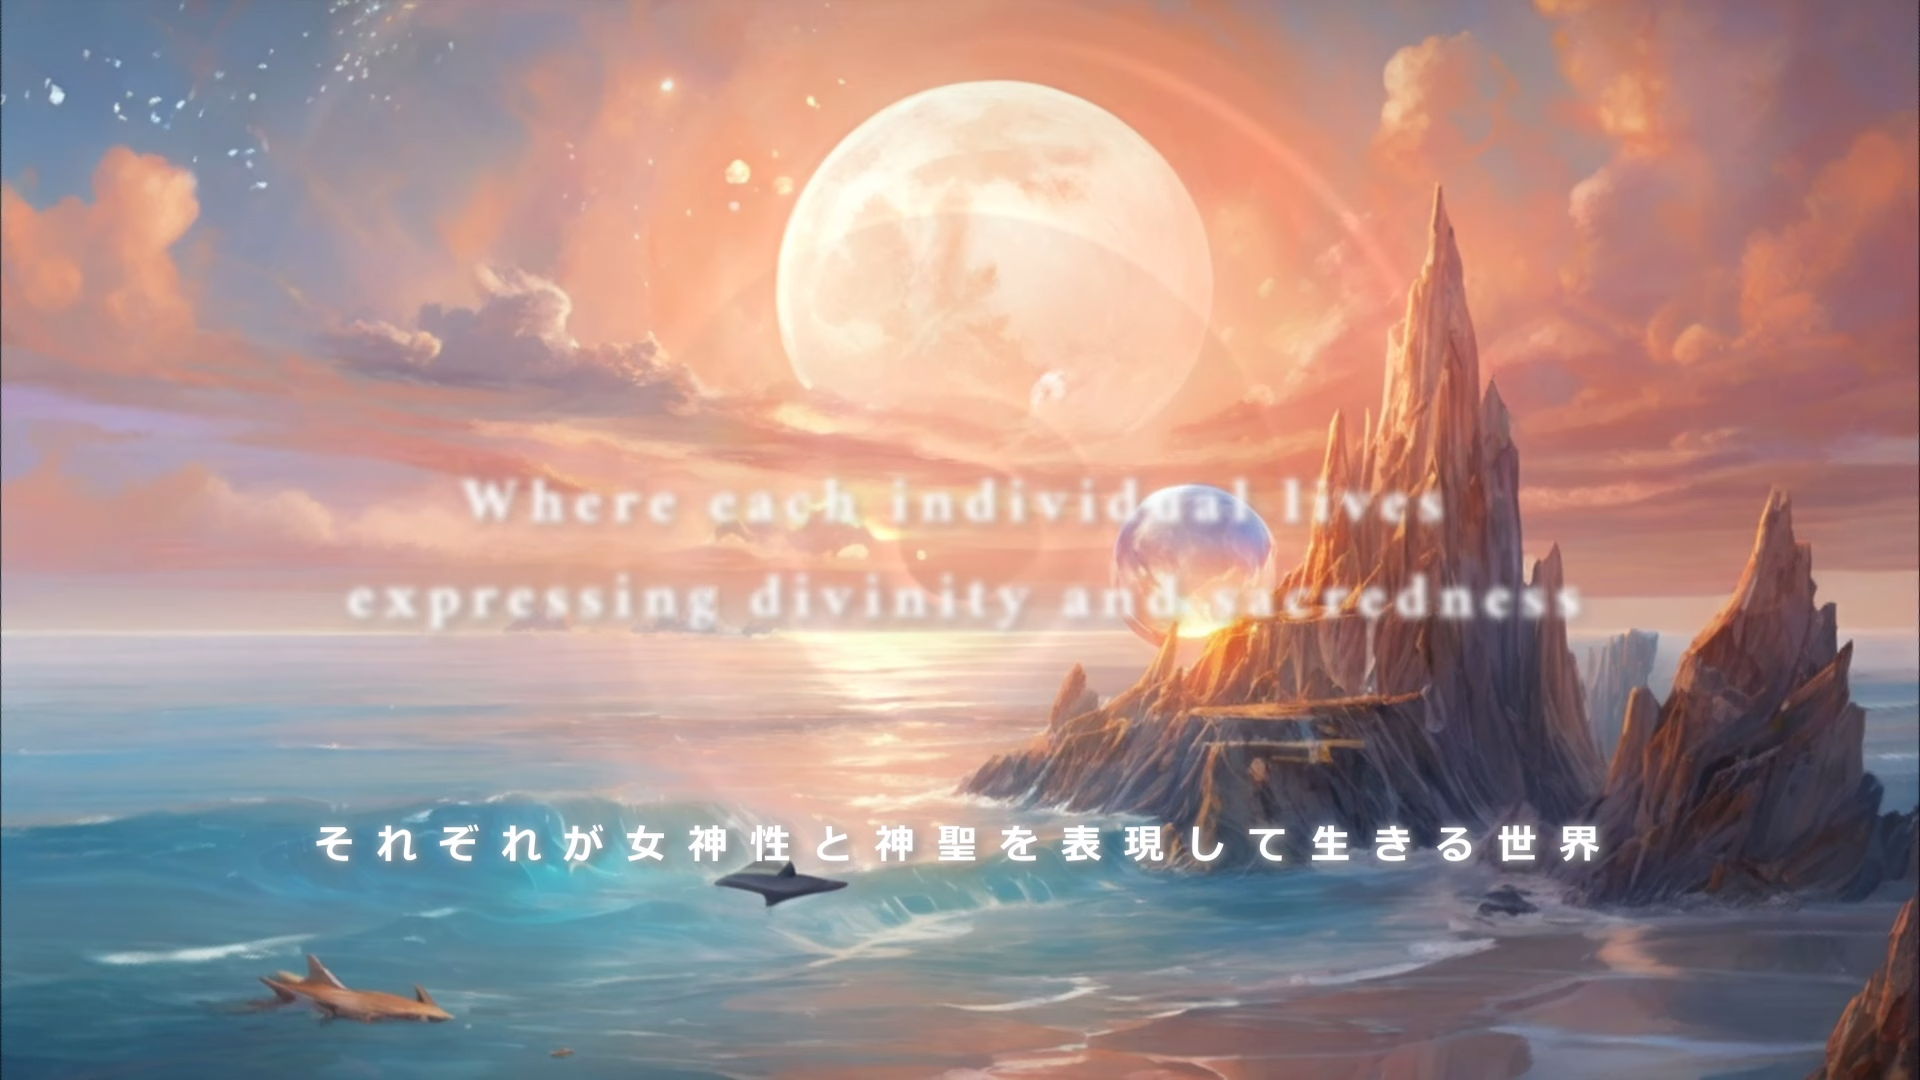 Where each individual lives
expressing divinity and sacredness
それぞれが女神性と神聖を表現して生きる世界